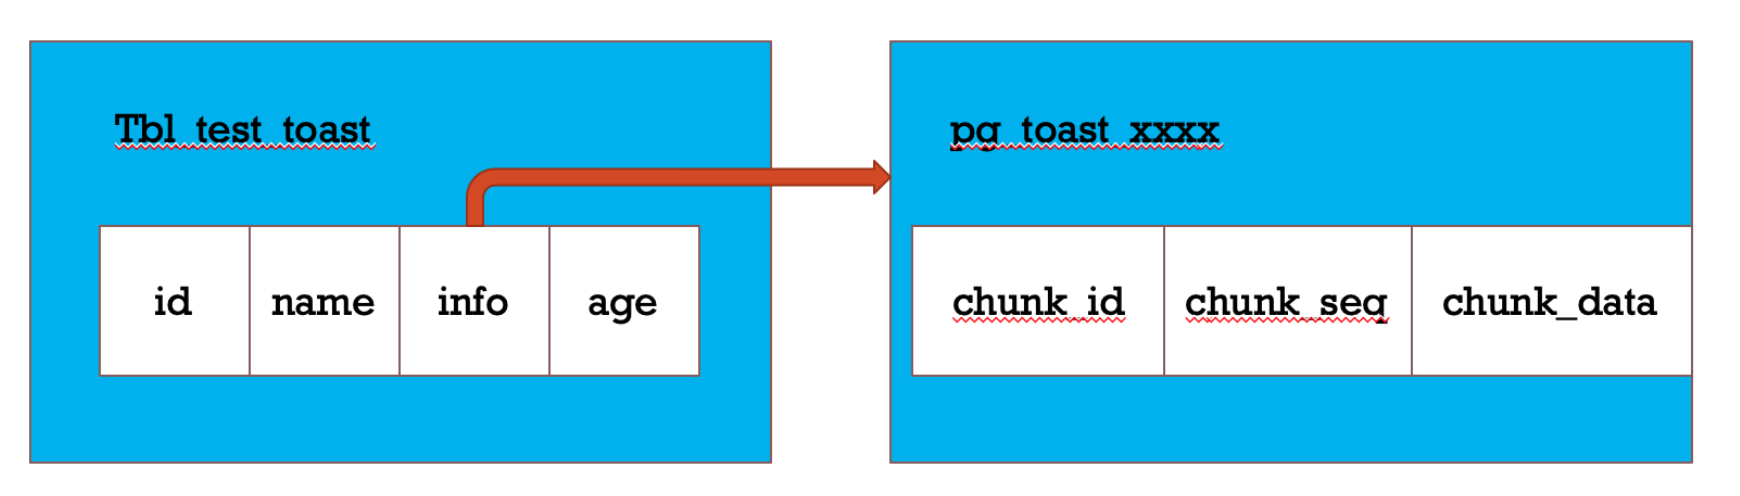 Tbl_test_toast
pg_toast_xxxx
id name info age
chunk_id chunk_seq chunk_data